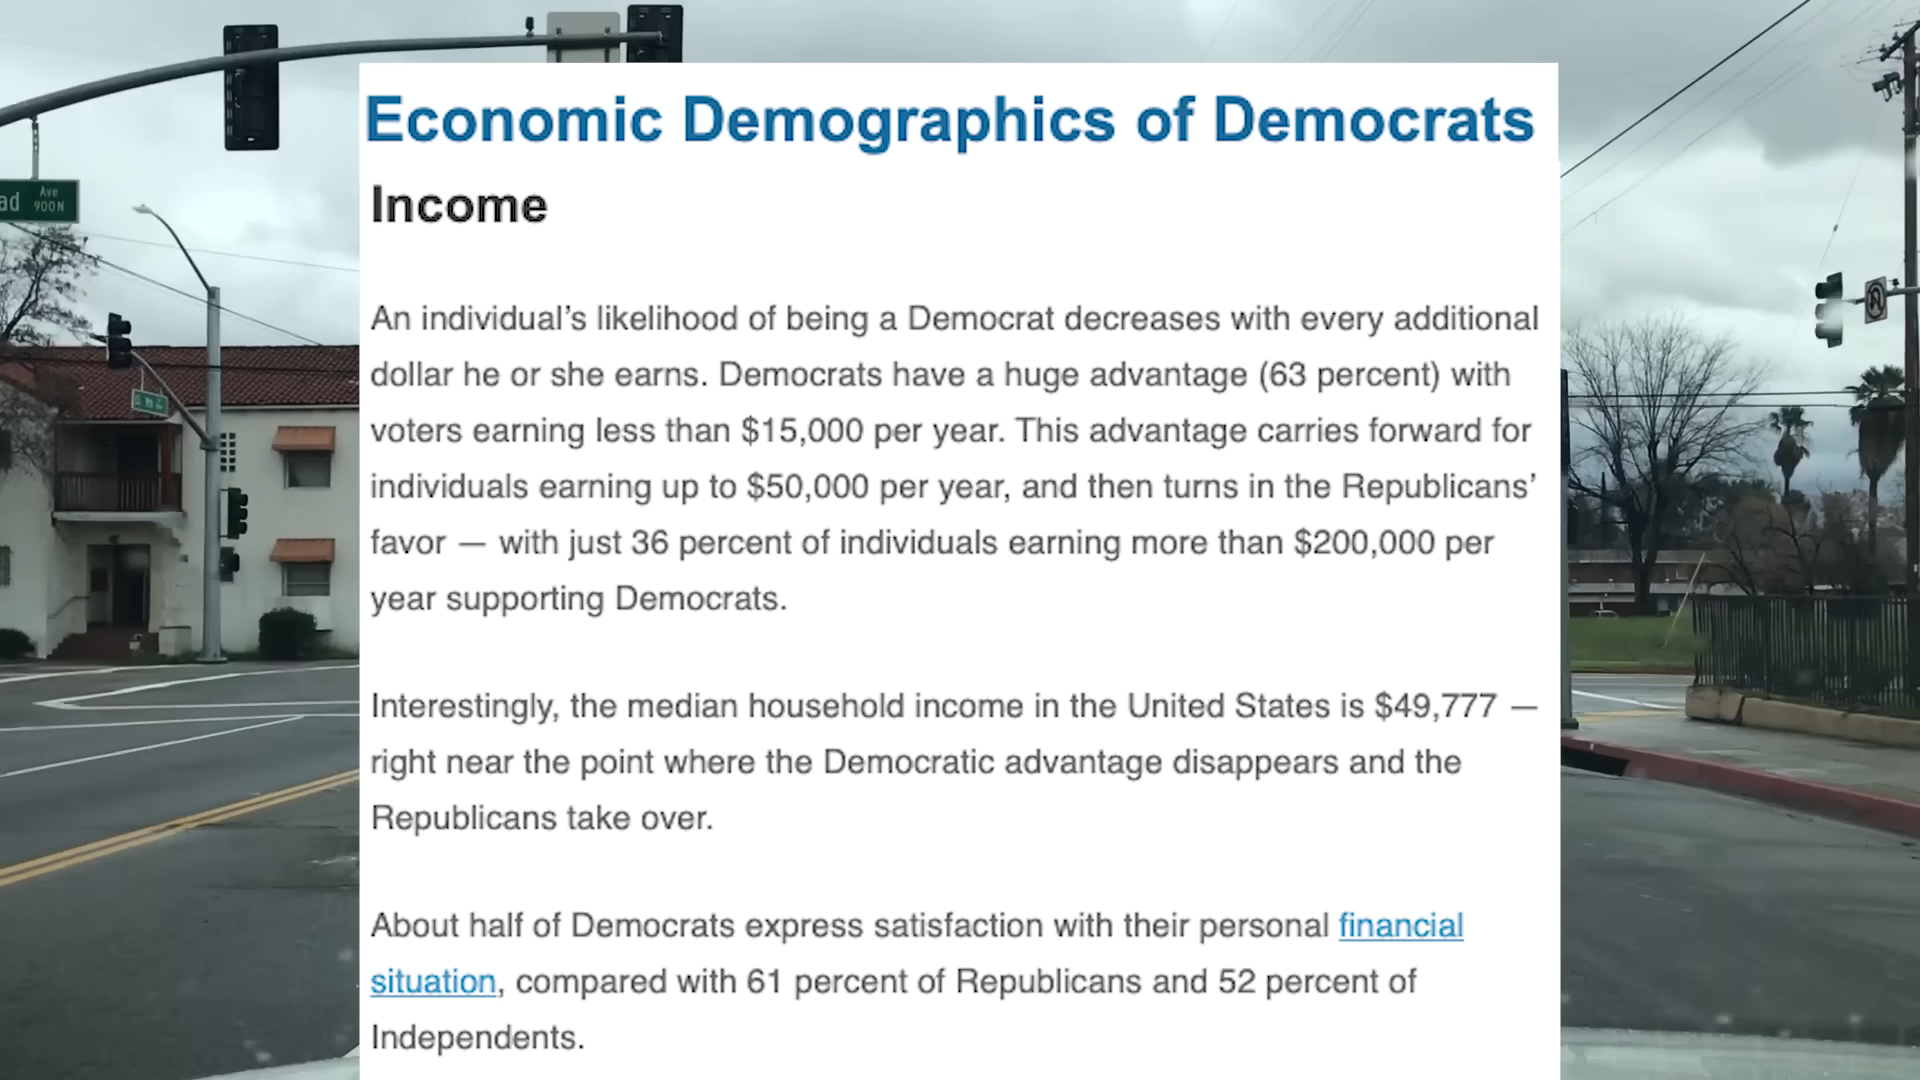 Economic Demographics of Democrats
Income
An individual’s likelihood of being a Democrat decreases with every additional
dollar he or she earns. Democrats have a huge advantage (63 percent) with
voters earning less than $15,000 per year. This advantage carries forward for
individuals earning up to $50,000 per year, and then turns in the Republicans’
favor — with just 36 percent of individuals earning more than $200,000 per
year supporting Democrats.
Interestingly, the median household income in the United States is $49,777 —
right near the point where the Democratic advantage disappears and the
Republicans take over.
About half of Democrats express satisfaction with their personal financial
situation, compared with 61 percent of Republicans and 52 percent of
Independents.
Ave
900 N